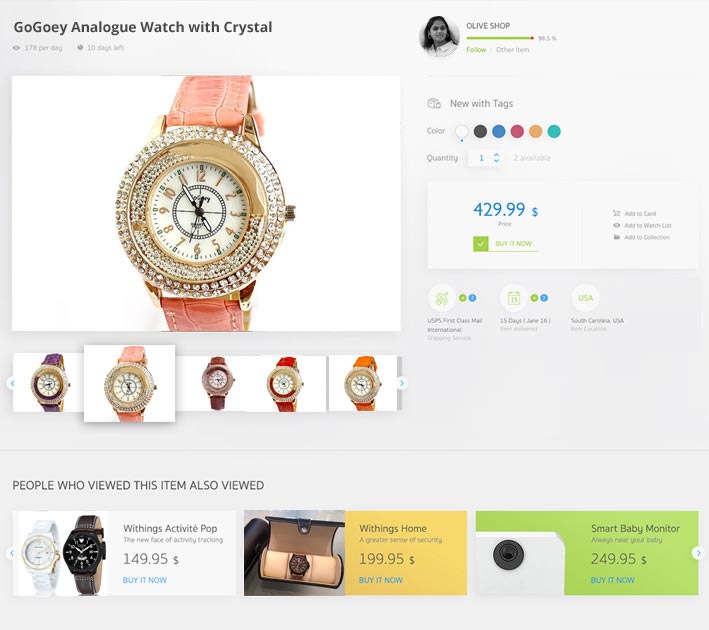 GoGoey Analogue Watch with Crystal
178 per day
10 days left
OLIVE SHOP
98.5 %
Follow
Other item
New with Tags
Color
Quantity
1
2 available
429.99 $
Price
BUY IT NOW
Add to Card
Add to Watch List
Add to Collection
USPS First Class Mail
International
Shipping Service
15
15 Days ( Jane 16 )
Item delivered
USA
South Carolina, USA
Item Location
PEOPLE WHO VIEWED THIS ITEM ALSO VIEWED
Withings Activité Pop
The new face of activity tracking
149.95 $
BUY IT NOW
Withings Home
A greater sense of security
199.95 $
BUY IT NOW
Smart Baby Monitor
Always near your baby
249.95 $
BUY IT NOW